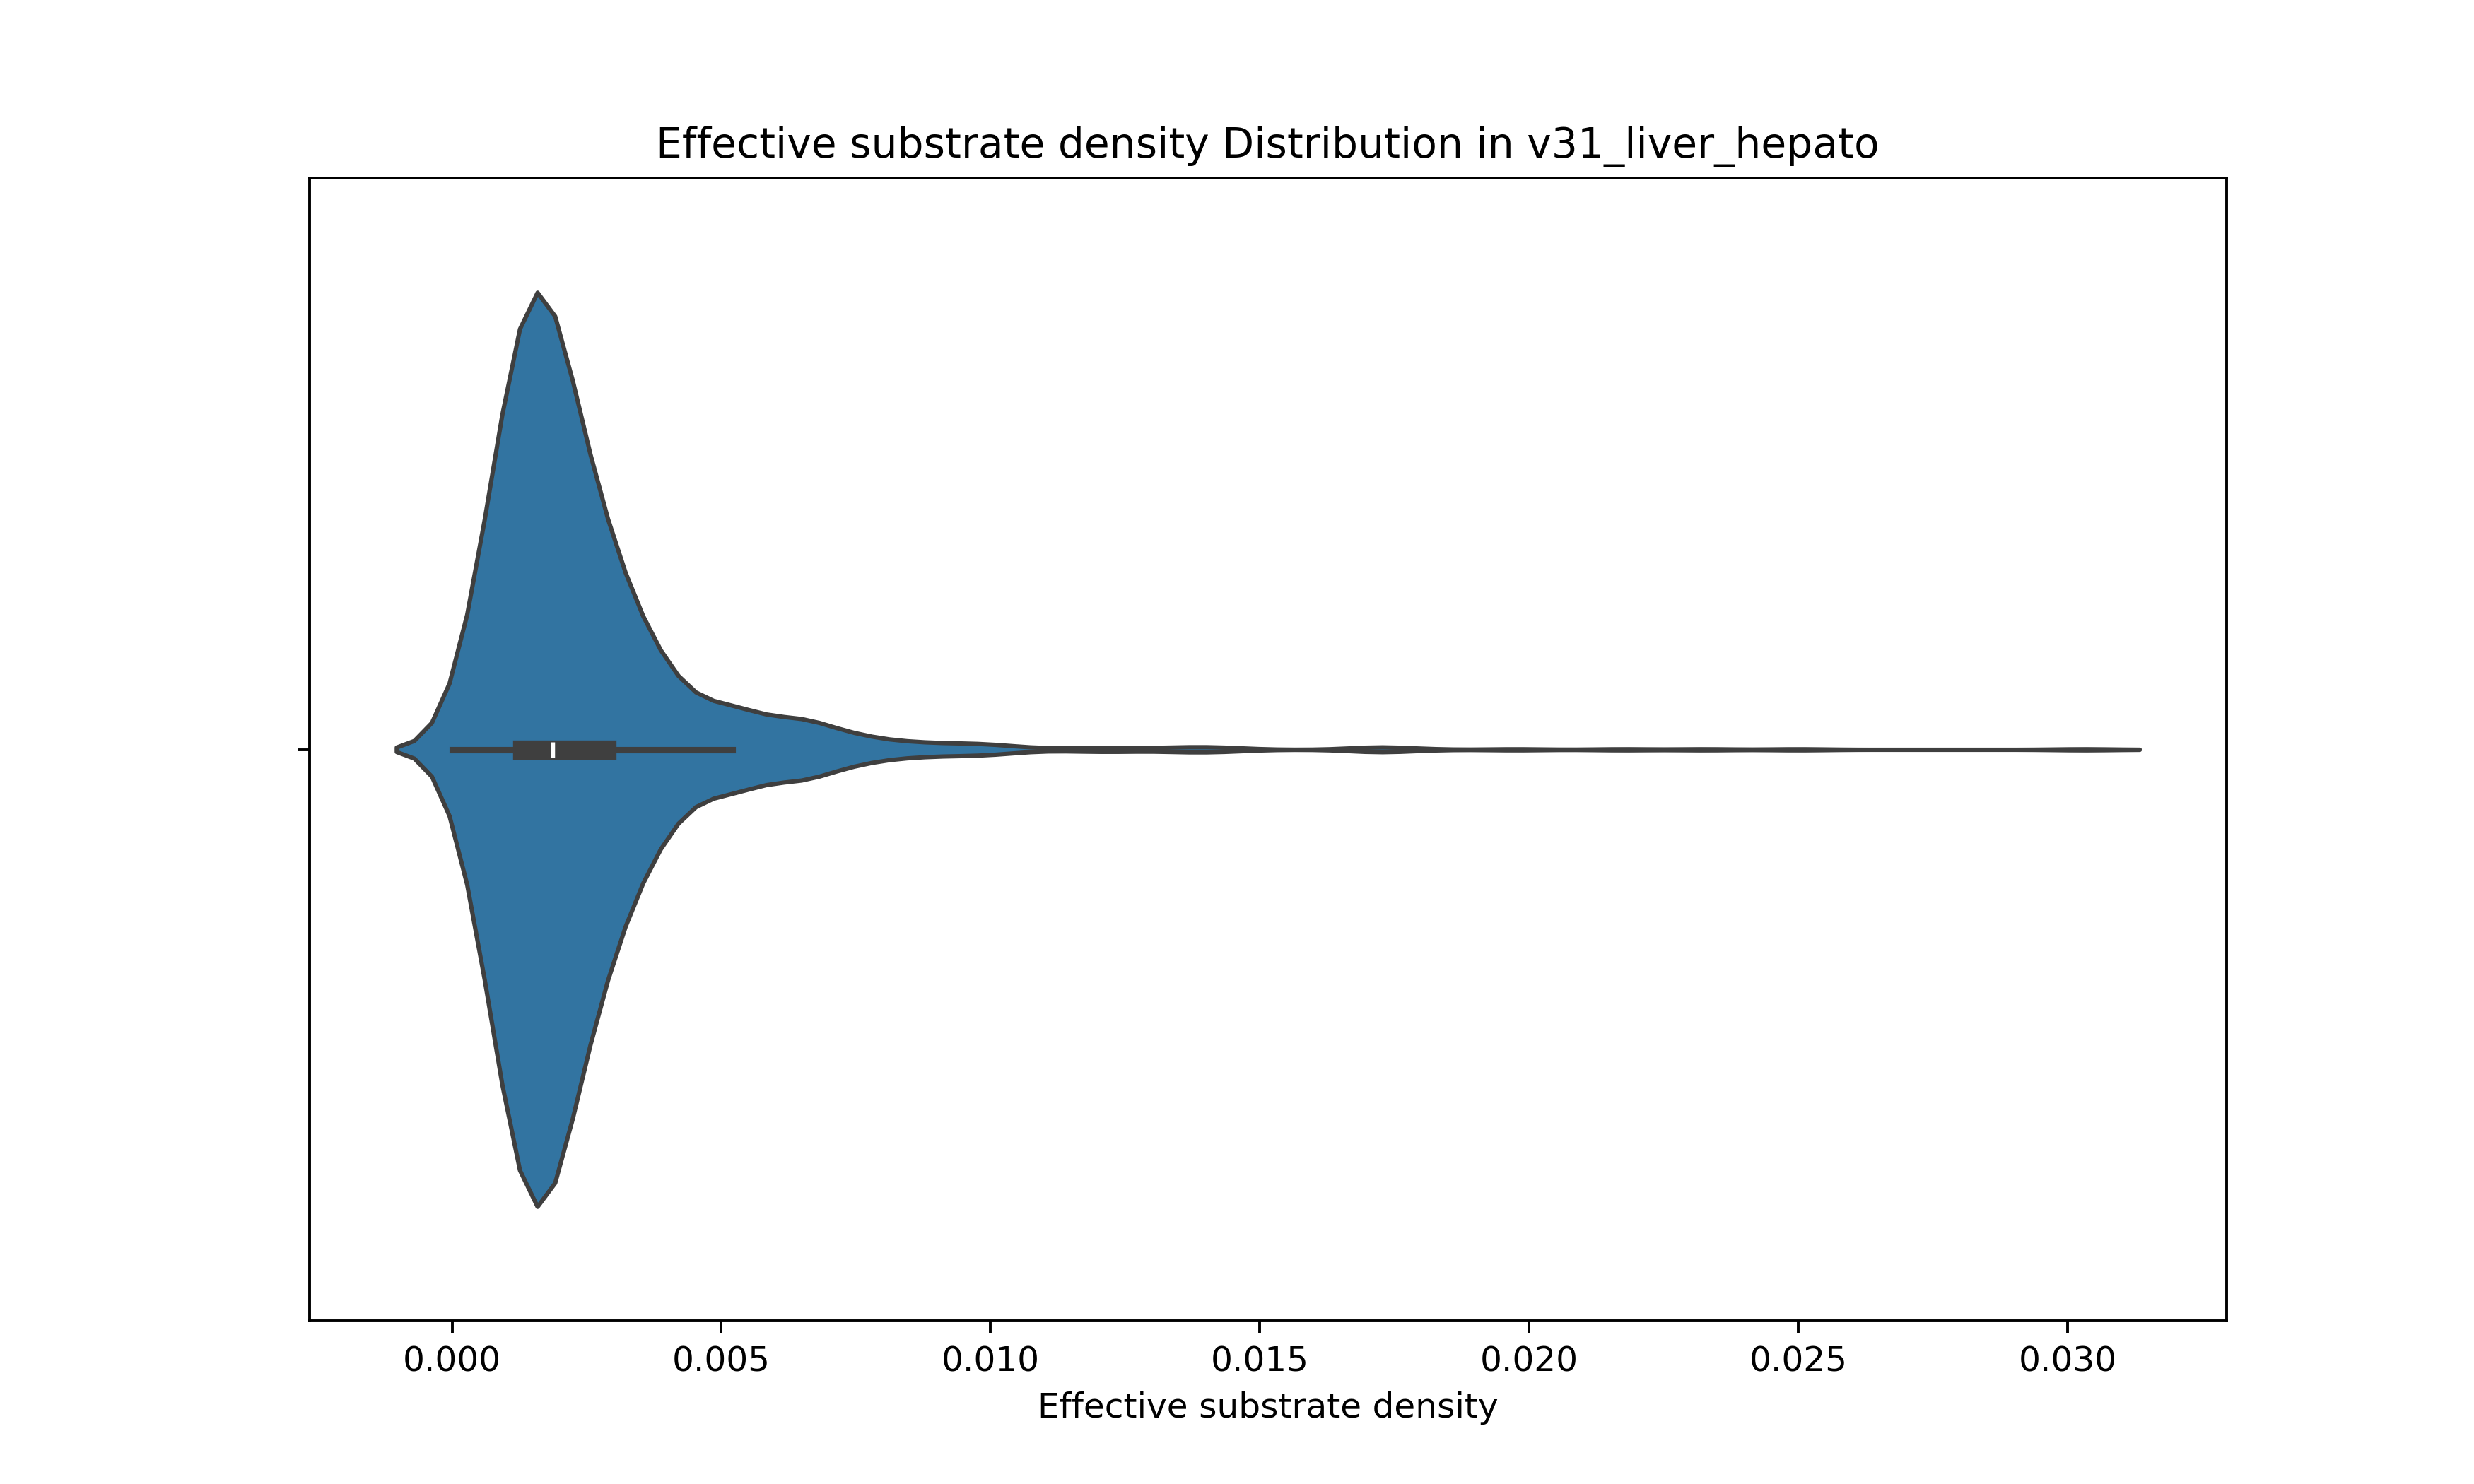 Effective substrate density Distribution in v31_liver_hepato
0.000 0.005 0.010 0.015 0.020 0.025 0.030
Effective substrate density